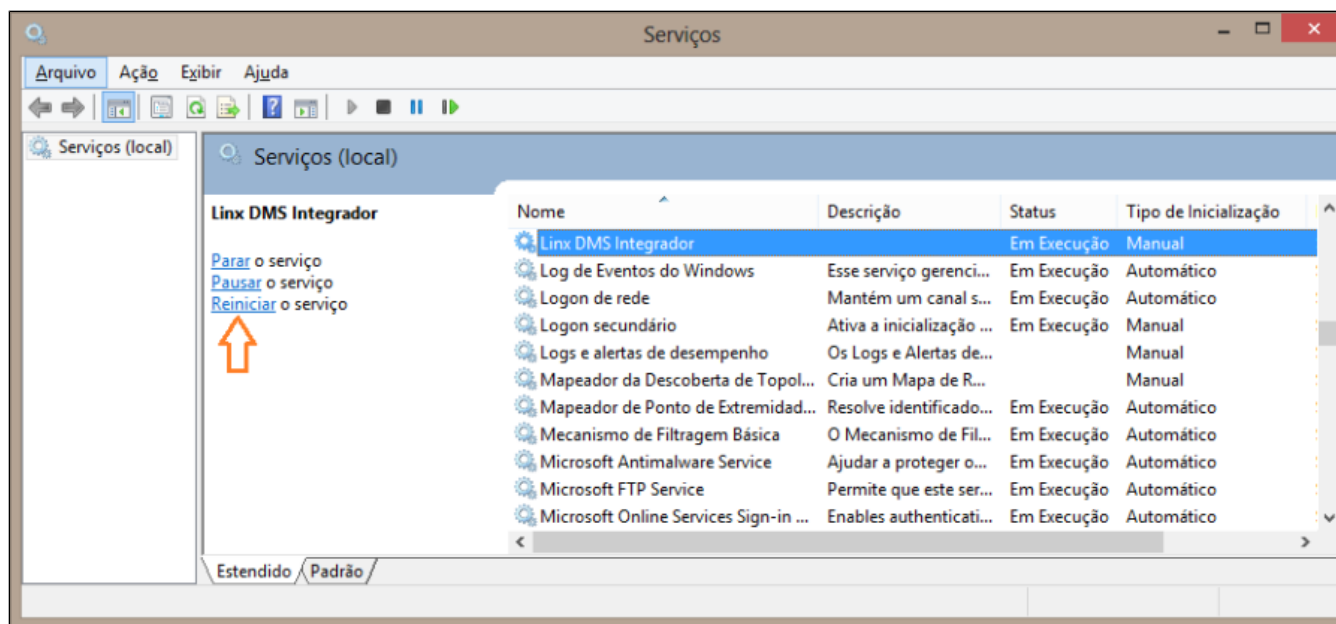 Serviços
Arquivo Ação Exibir Ajuda
Serviços (local)
Serviços (local)
Linx DMS Integrador
Parar o serviço
Pausar o serviço
Reiniciar o serviço
Nome Descrição Status Tipo de Inicialização
Linx DMS Integrador Em Execução Manual
Log de Eventos do Windows Esse serviço gerenci... Em Execução Automático
Logon de rede Mantém um canal s... Em Execução Automático
Logon secundário Ativa a inicialização ... Em Execução Manual
Logs e alertas de desempenho Os Logs e Alertas de... Manual
Mapeador da Descoberta de Topol... Cria um Mapa de R... Manual
Mapeador de Ponto de Extremidad... Resolve identificado... Em Execução Automático
Mecanismo de Filtragem Básica O Mecanismo de Fil... Em Execução Automático
Microsoft Antimalware Service Ajudar a proteger o... Em Execução Automático
Microsoft FTP Service Permite que este ser... Em Execução Automático
Microsoft Online Services Sign-in ... Enables authenticati... Em Execução Automático
Estendido Padrão